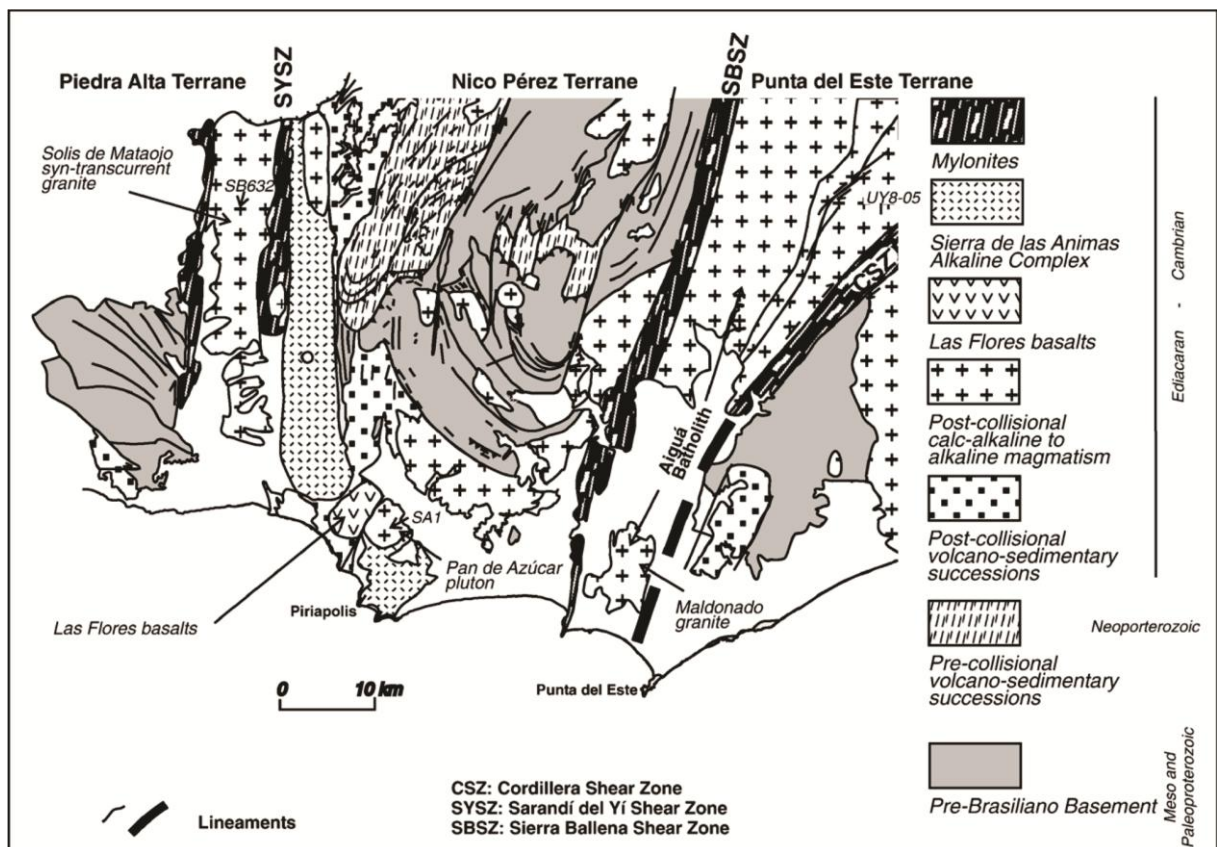 Piedra Alta Terrane
SYSZ
Nico Pérez Terrane
SBSZ
Punta del Este Terrane
Solis de Mataojo
syn-transcurrent
granite
SB632
UY8-05
CSZ
Aiguá
Batholith
SA1
Pan de Azúcar
pluton
Piriapolis
Las Flores basalts
Maldonado
granite
Punta del Este
0 10 km
Mylonites
Sierra de las Animas
Alkaline Complex
Las Flores basalts
Post-collisional
calc-alkaline to
alkaline magmatism
Post-collisional
volcano-sedimentary
successions
Pre-collisional
volcano-sedimentary
successions
Pre-Brasiliano Basement
Ediacaran - Cambrian
Neoporterozoic
Meso and
Paleoproterozoic
Lineaments
CSZ: Cordillera Shear Zone
SYSZ: Sarandí del Yí Shear Zone
SBSZ: Sierra Ballena Shear Zone